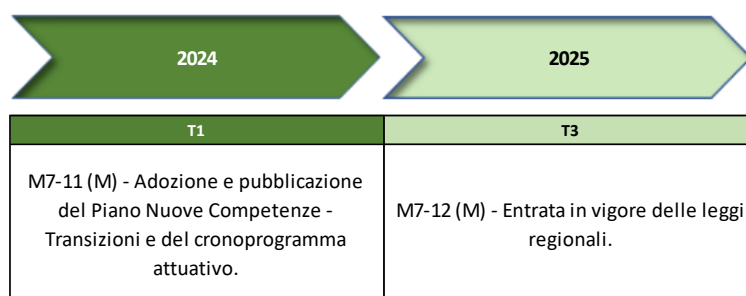 2024
2025
T1
T3
M7-11 (M) - Adozione e pubblicazione
del Piano Nuove Competenze -
Transizioni e del cronoprogramma
attuativo.
M7-12 (M) - Entrata in vigore delle leggi
regionali.